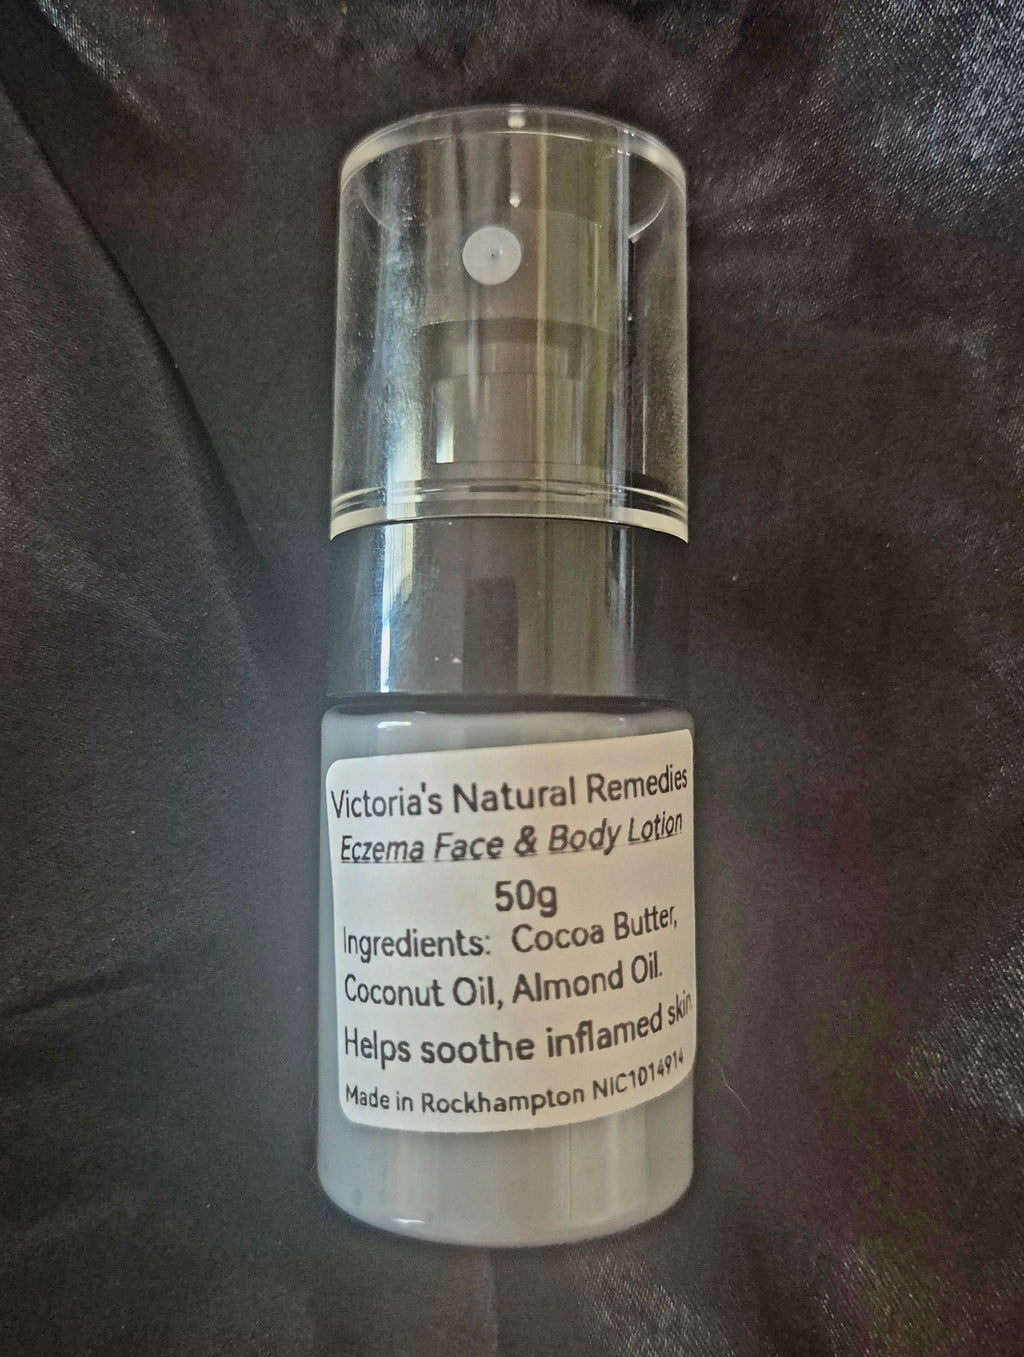 Victoria's Natural Remedies
Eczema Face & Body Lotion
50g
Ingredients: Cocoa Butter,
Coconut Oil, Almond Oil.
Helps soothe inflamed skin.
Made in Rockhampton NIC1014914